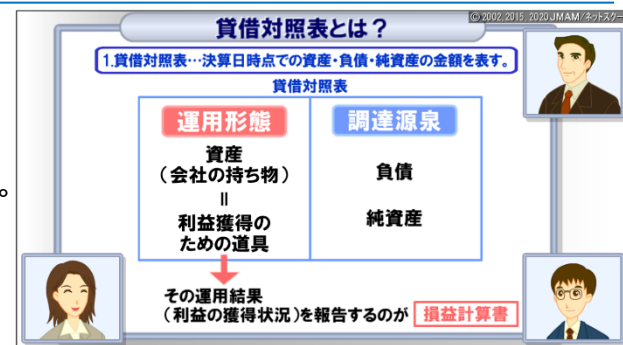 © 2002, 2015, 2020 JMAM/ネットスクー
貸借対照表とは？
1.貸借対照表…決算日時点での資産・負債・純資産の金額を表す。
貸借対照表
運用形態
資産
（会社の持ち物）
＝
利益獲得の
ための道具
調達源泉
負債
純資産
。
その運用結果
（利益の獲得状況）を報告するのが 損益計算書